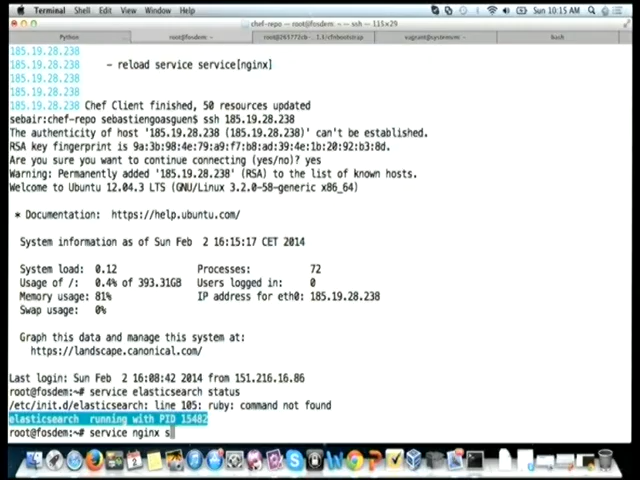 Terminal Shell Edit View Window Help Sun 10:15 AM
chef-repo — root@fosdem: ~ — ssh — 115×29
Python root@fosdem: ~ bash
185.19.28.238
185.19.28.238 - reload service service[nginx]
185.19.28.238
185.19.28.238
185.19.28.238 Chef Client finished, 50 resources updated
sebair:chef-repo sebastiengoasguen$ ssh 185.19.28.238
The authenticity of host '185.19.28.238 (185.19.28.238)' can't be established.
RSA key fingerprint is 9a:3b:98:4e:79:a9:f7:b8:ad:39:4e:1b:20:92:b3:8d.
Are you sure you want to continue connecting (yes/no)? yes
Warning: Permanently added '185.19.28.238' (RSA) to the list of known hosts.
Welcome to Ubuntu 12.04.3 LTS (GNU/Linux 3.2.0-58-generic x86_64)
* Documentation: https://help.ubuntu.com/
System information as of Sun Feb 2 16:15:17 CET 2014
System load: 0.12 Processes: 72
Usage of /: 0.4% of 393.31GB Users logged in: 0
Memory usage: 81% IP address for eth0: 185.19.28.238
Swap usage: 0%
Graph this data and manage this system at:
https://landscape.canonical.com/
Last login: Sun Feb 2 16:08:42 2014 from 151.216.16.86
root@fosdem:~# service elasticsearch status
/etc/init.d/elasticsearch: line 105: ruby: command not found
elasticsearch running with PID 15482
root@fosdem:~# service nginx s